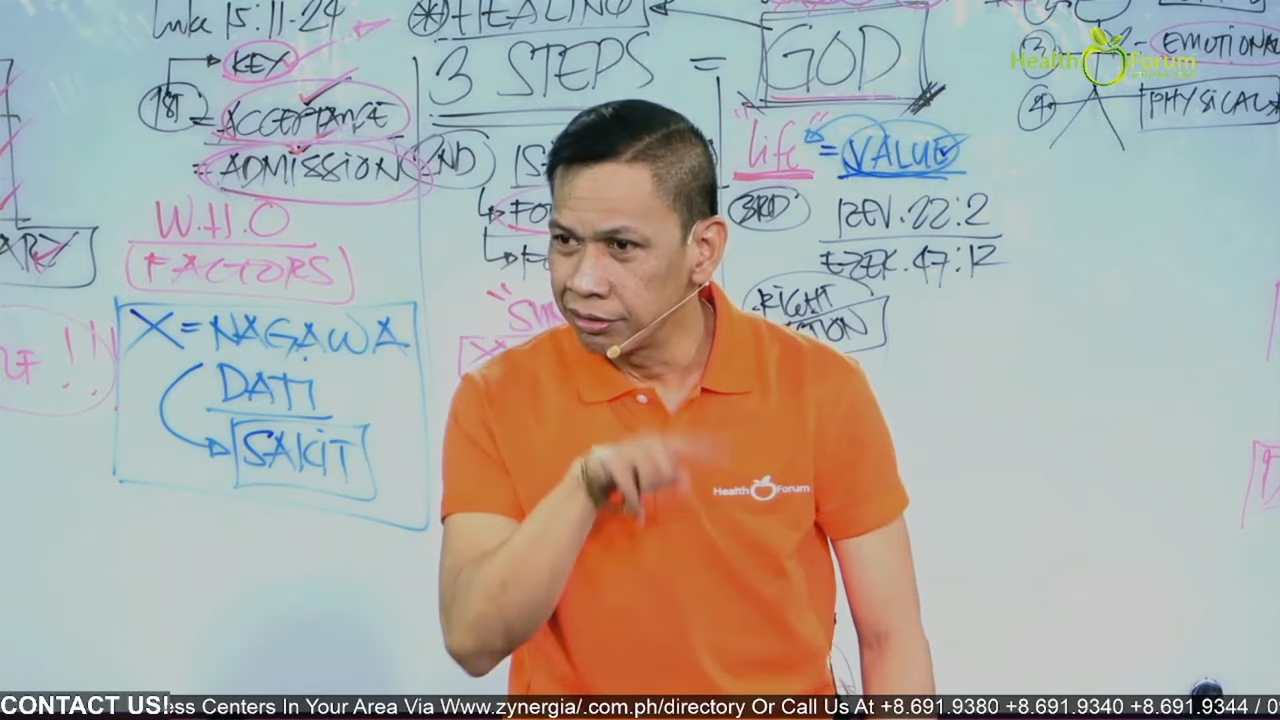 Luke 15:11-24
HEALING
KEY
3 STEPS = GOD
1ST = ACCEPTANCE
= ADMISSION
2ND
"life" = VALUE
3RD
REV. 22:2
EZEK. 47:12
RIGHT
W.H.O
FACTORS
X = NAGAWA
DATI
SAKIT
3
EMOTIONAL
4
PHYSICAL
Health Forum
Health Forum
CONTACT US!
ess Centers In Your Area Via Www.zynergia/.com.ph/directory Or Call Us At +8.691.9380 +8.691.9340 +8.691.9344 / 0